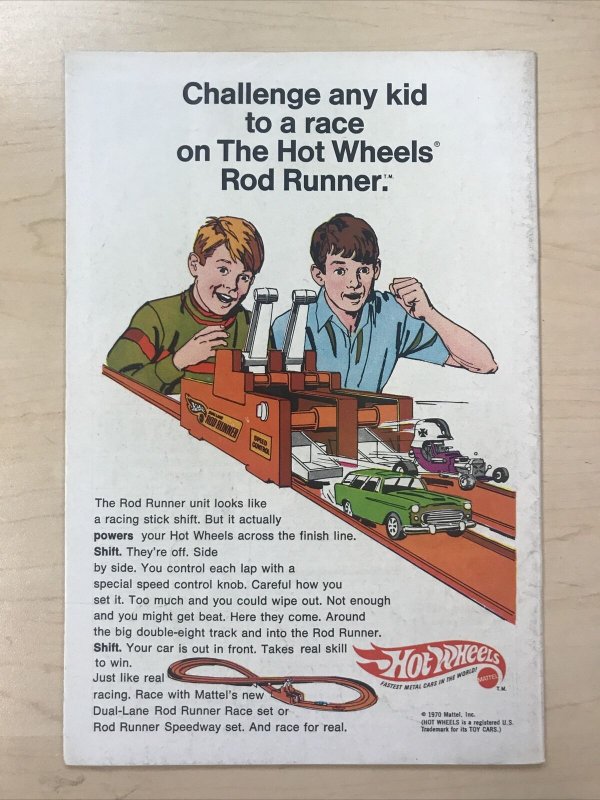 Challenge any kid
to a race
on The Hot Wheels®
Rod Runner.T.M.
ROD RUNNER
SPEED
CONTROL
The Rod Runner unit looks like
a racing stick shift. But it actually
powers your Hot Wheels across the finish line.
Shift. They're off. Side
by side. You control each lap with a
special speed control knob. Careful how you
set it. Too much and you could wipe out. Not enough
and you might get beat. Here they come. Around
the big double-eight track and into the Rod Runner.
Shift. Your car is out in front. Takes real skill
to win.
Just like real
racing. Race with Mattel's new
Dual-Lane Rod Runner Race set or
Rod Runner Speedway set. And race for real.
HOT WHEELS
FASTEST METAL CARS IN THE WORLD!
MATTEL
T.M.
© 1970 Mattel, Inc.
(HOT WHEELS is a registered U.S.
Trademark for its TOY CARS.)